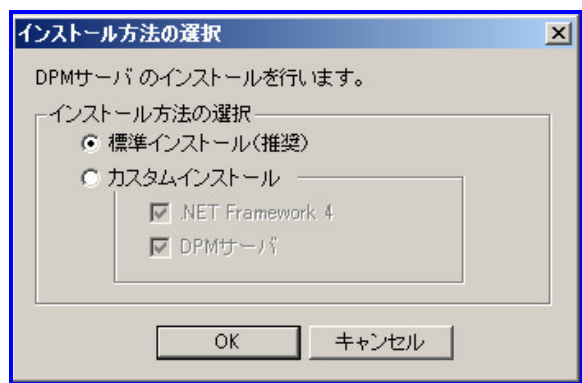 インストール方法の選択
DPMサーバ のインストールを行います。
インストール方法の選択
標準インストール(推奨)
カスタムインストール
.NET Framework 4
DPMサーバ
OK
キャンセル